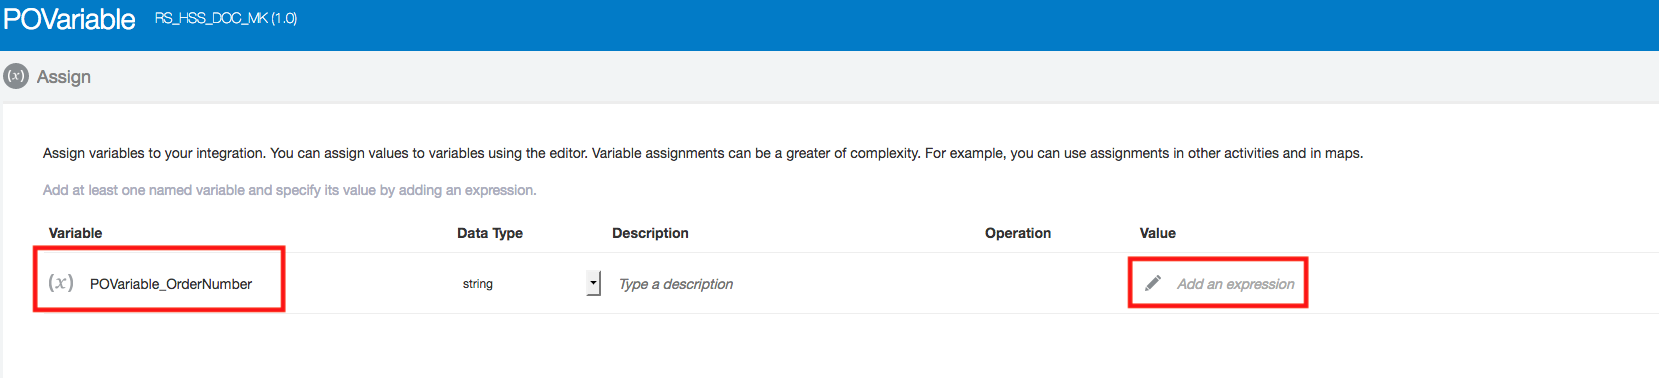 POVariable RS_HSS_DOC_MK (1.0)
(x) Assign
Assign variables to your integration. You can assign values to variables using the editor. Variable assignments can be a greater of complexity. For example, you can use assignments in other activities and in maps.
Add at least one named variable and specify its value by adding an expression.
Variable Data Type Description Operation Value
(x) POVariable_OrderNumber string Type a description Add an expression